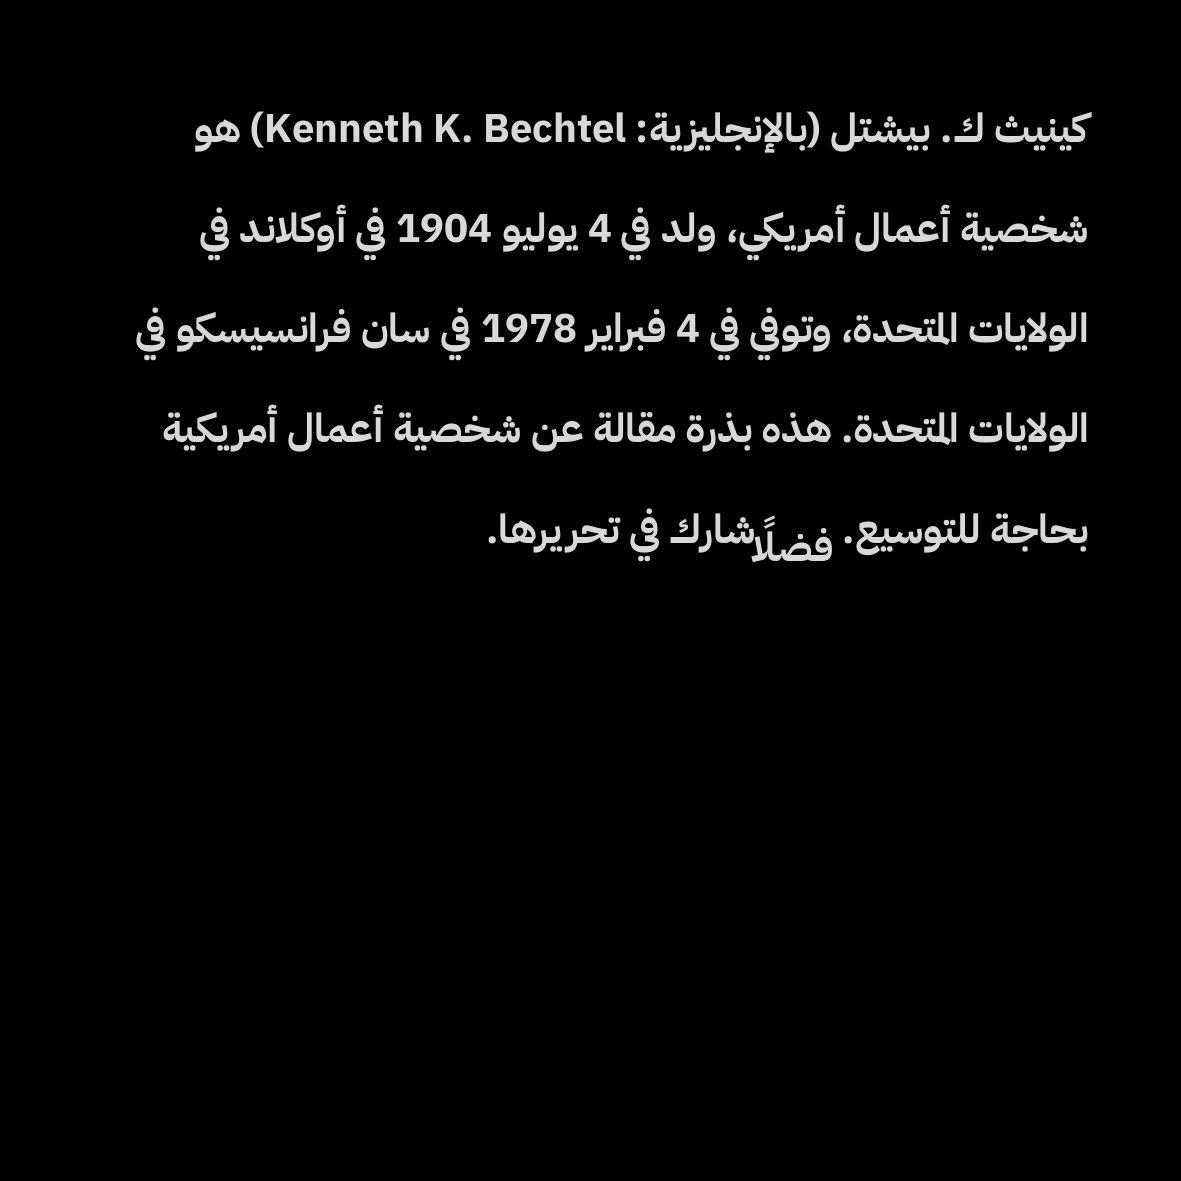 كينيث ك. بيشتل (بالإنجليزية: Kenneth K. Bechtel) هو
شخصية أعمال أمريكي، ولد في 4 يوليو 1904 في أوكلاند في
الولايات المتحدة، وتوفي في 4 فبراير 1978 في سان فرانسيسكو في
الولايات المتحدة. هذه بذرة مقالة عن شخصية أعمال أمريكية
بحاجة للتوسيع. فضلًا شارك في تحريرها.